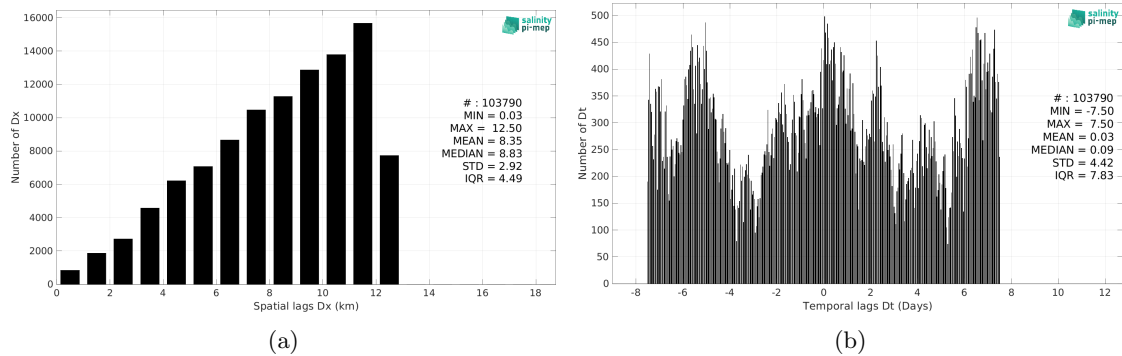 16000
14000
12000
10000
8000
6000
4000
2000
0
Number of Dx
salinity
pi-mep
# : 103790
MIN = 0.03
MAX = 12.50
MEAN = 8.35
MEDIAN = 8.83
STD = 2.92
IQR = 4.49
0 2 4 6 8 10 12 14 16 18
Spatial lags Dx (km)
(a)
500
450
400
350
300
250
200
150
100
50
0
Number of Dt
salinity
pi-mep
# : 103790
MIN = -7.50
MAX = 7.50
MEAN = 0.03
MEDIAN = 0.09
STD = 4.42
IQR = 7.83
-8 -6 -4 -2 0 2 4 6 8 10 12
Temporal lags Dt (Days)
(b)